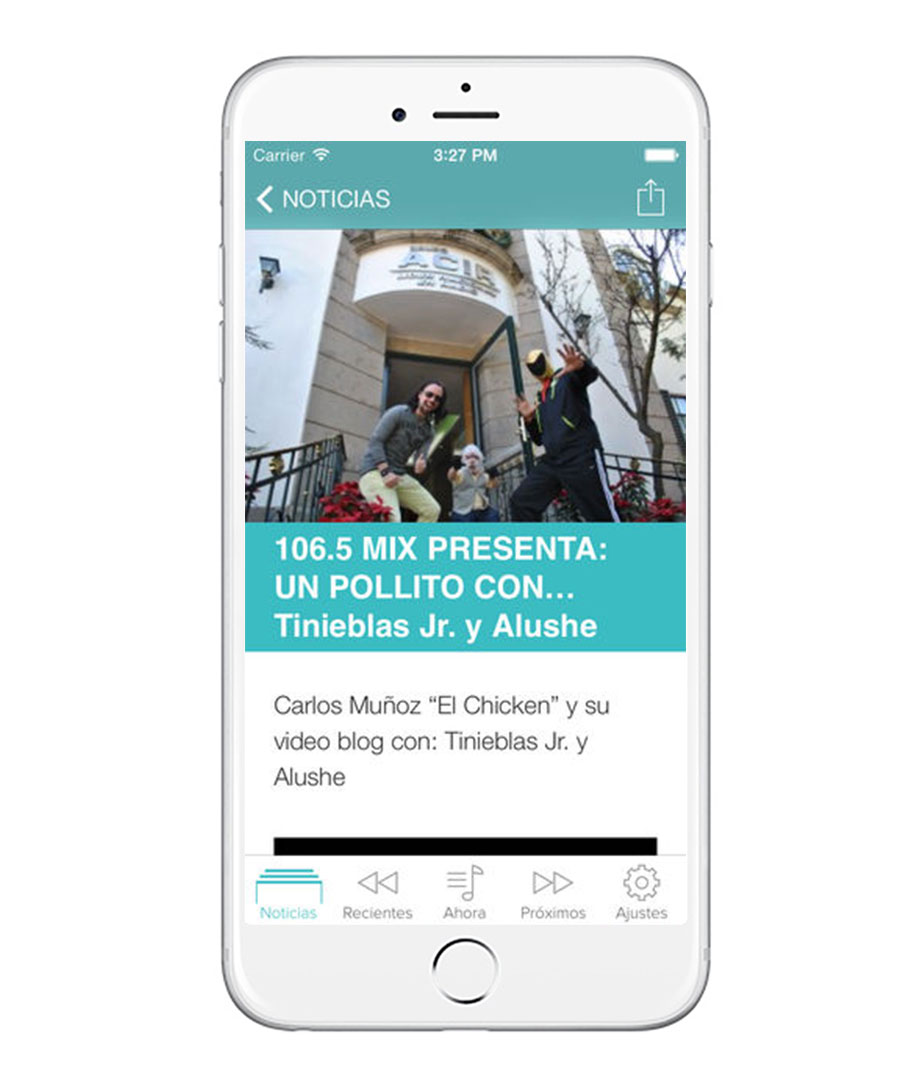 Carrier
3:27 PM
NOTICIAS
ACIR
106.5 MIX PRESENTA:
UN POLLITO CON...
Tinieblas Jr. y Alushe
Carlos Muñoz “El Chicken” y su
video blog con: Tinieblas Jr. y
Alushe
Noticias
Recientes
Ahora
Próximos
Ajustes